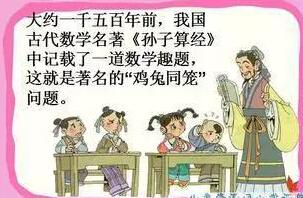 大约一千五百年前，我国
古代数学名著《孙子算经》
中记载了一道数学趣题，
这就是著名的“鸡兔同笼”
问题。